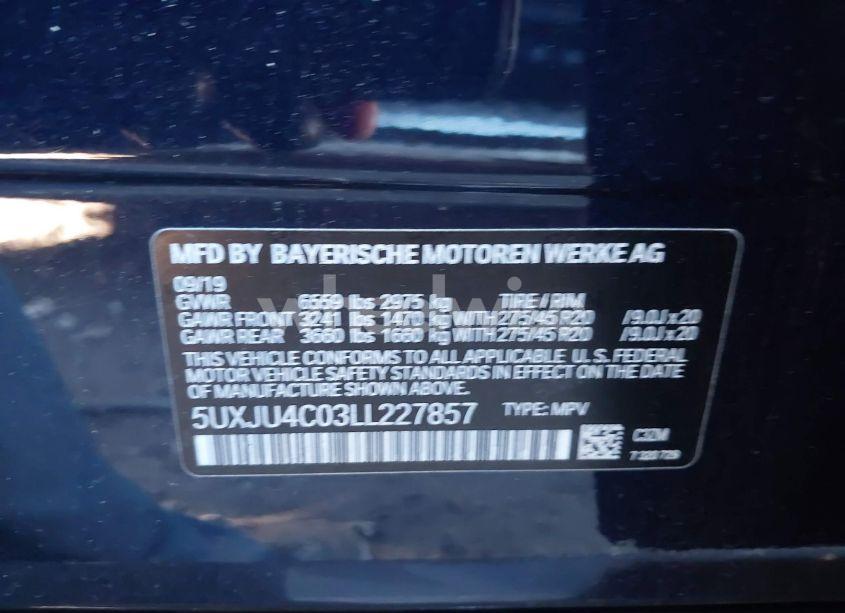 MFD BY BAYERISCHE MOTOREN WERKE AG
09/19
GVWR 6559 lbs 2975 kg TIRE / RIM
GAWR FRONT 3241 lbs 1470 kg WITH 275/45 R20 /9.0J x 20
GAWR REAR 3660 lbs 1660 kg WITH 275/45 R20 /9.0J x 20
THIS VEHICLE CONFORMS TO ALL APPLICABLE U.S. FEDERAL
MOTOR VEHICLE SAFETY STANDARDS IN EFFECT ON THE DATE
OF MANUFACTURE SHOWN ABOVE.
5UXJU4C03LL227857 TYPE: MPV
C3ZM